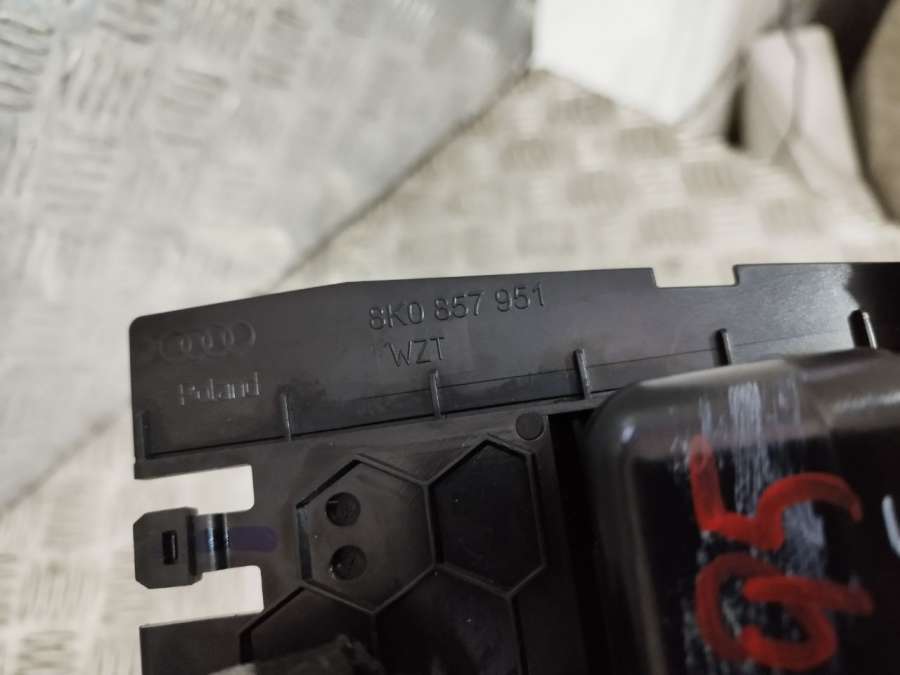 8K0 857 951
WZT
Poland